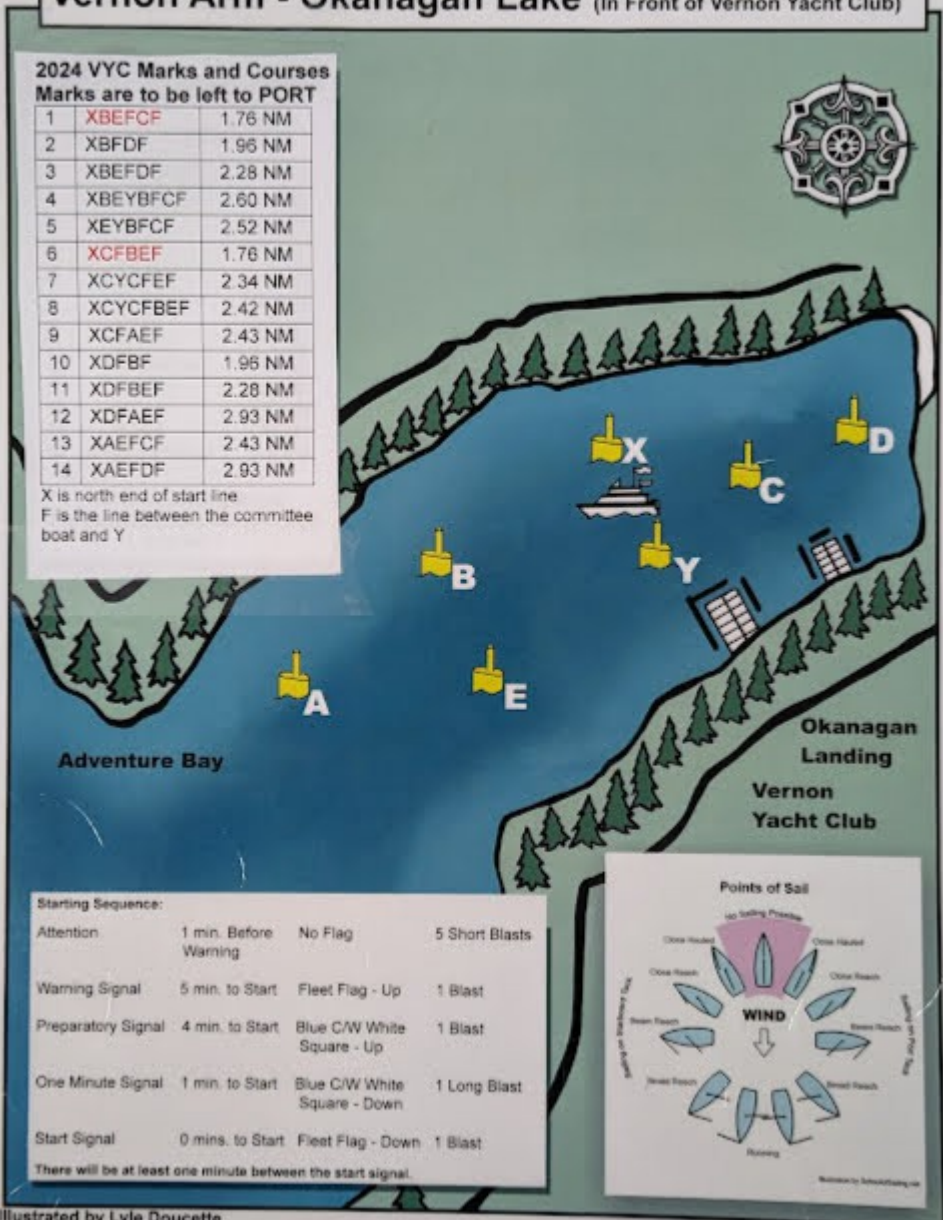 Vernon Arm - Okanagan Lake (In Front of Vernon Yacht Club)
2024 VYC Marks and Courses
Marks are to be left to PORT
1 XBEFCF 1.76 NM
2 XBFDF 1.96 NM
3 XBEFDF 2.28 NM
4 XBEYBFCF 2.60 NM
5 XEYBFCF 2.52 NM
6 XCFBEF 1.76 NM
7 XCYCFEF 2.34 NM
8 XCYCFBEF 2.42 NM
9 XCFAEF 2.43 NM
10 XDFBF 1.96 NM
11 XDFBEF 2.28 NM
12 XDFAEF 2.93 NM
13 XAEFCF 2.43 NM
14 XAEFDF 2.93 NM
X is north end of start line
F is the line between the committee
boat and Y
X
D
C
B
Y
A
E
Adventure Bay
Okanagan
Landing
Vernon
Yacht Club
Starting Sequence:
Attention 1 min. Before No Flag 5 Short Blasts
Warning
Warning Signal 5 min. to Start Fleet Flag - Up 1 Blast
Preparatory Signal 4 min. to Start Blue C/W White 1 Blast
Square - Up
One Minute Signal 1 min. to Start Blue C/W White 1 Long Blast
Square - Down
Start Signal 0 mins. to Start Fleet Flag - Down 1 Blast
There will be at least one minute between the start signal.
Points of Sail
No Sailing Possible
Close Hauled
Close Hauled
Close Reach
Close Reach
WIND
Beam Reach
Beam Reach
Broad Reach
Broad Reach
Running
Illustrated by Lyle Doucette